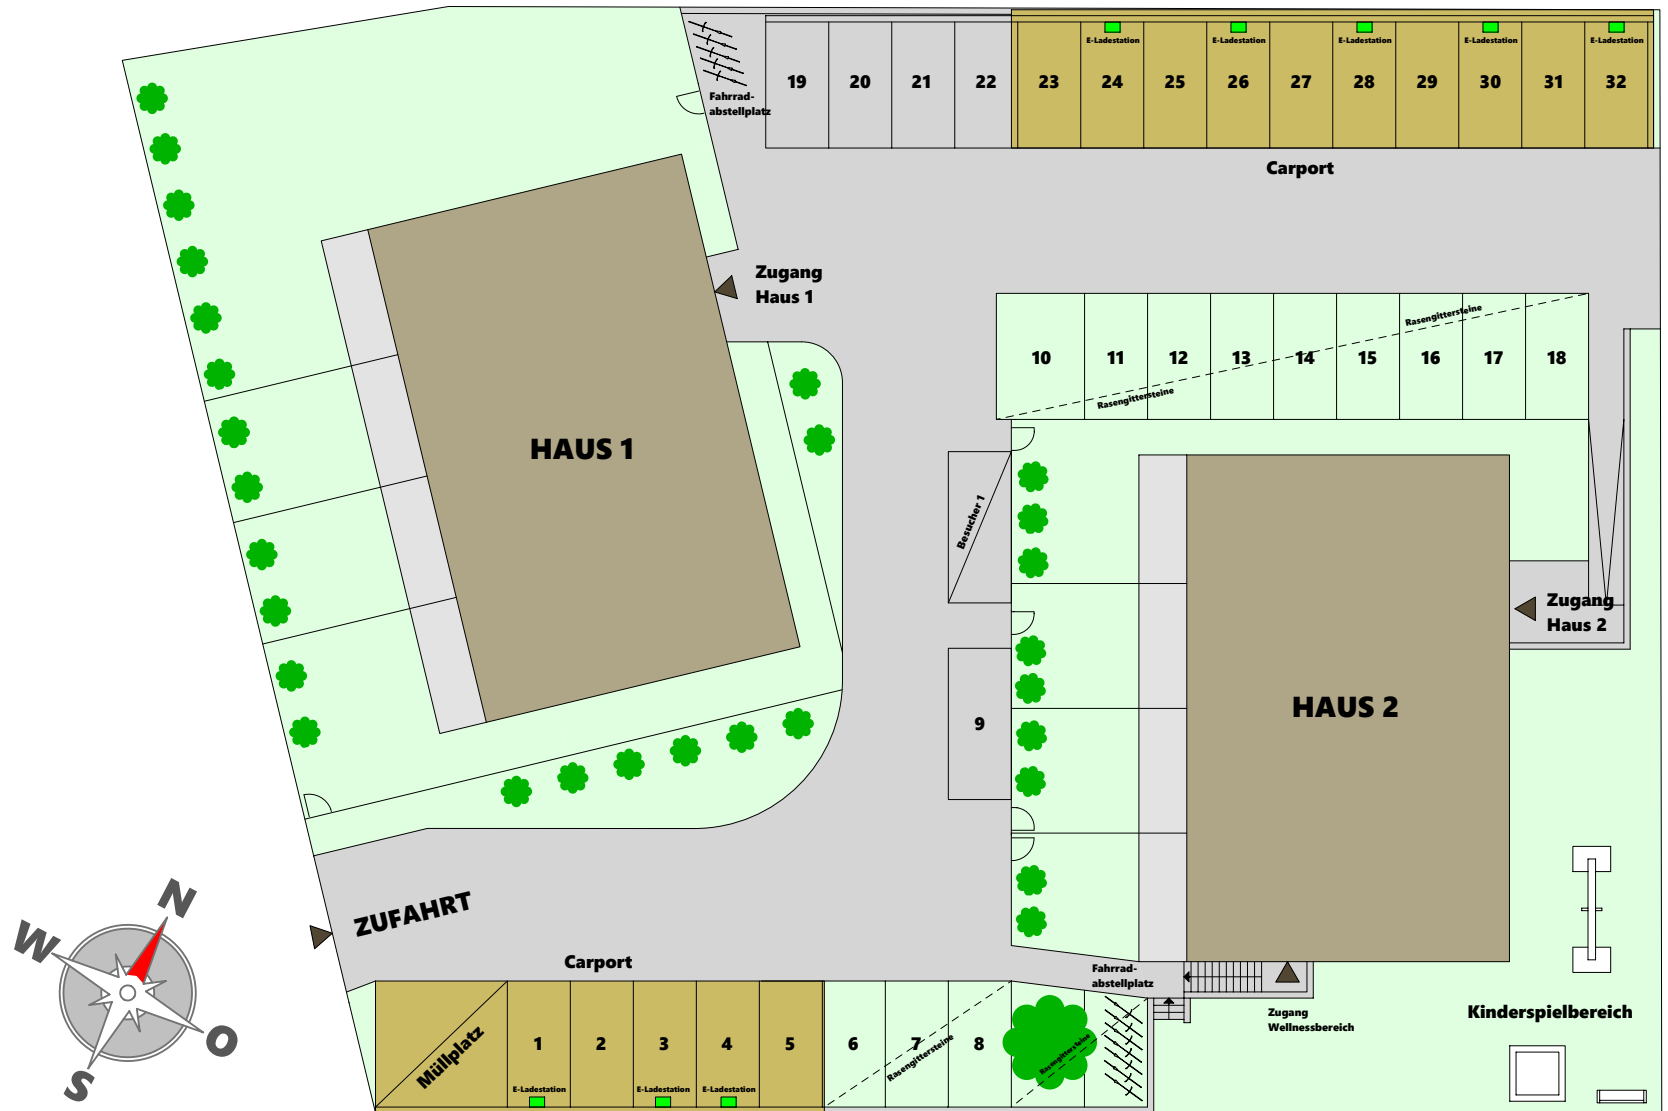 E-Ladestation
E-Ladestation
E-Ladestation
E-Ladestation
E-Ladestation
19
20
21
22
23
24
25
26
27
28
29
30
31
32
Fahrrad-
abstellplatz
Carport
Zugang
Haus 1
Rasengittersteine
10
11
12
13
14
15
16
17
18
Rasengittersteine
HAUS 1
Besucher 1
Zugang
Haus 2
HAUS 2
9
N
W
O
S
ZUFAHRT
Carport
Fahrrad-
abstellplatz
Zugang
Wellnessbereich
Kinderspielbereich
Müllplatz
1
2
3
4
5
6
7
8
Rasengittersteine
Rasengittersteine
E-Ladestation
E-Ladestation
E-Ladestation